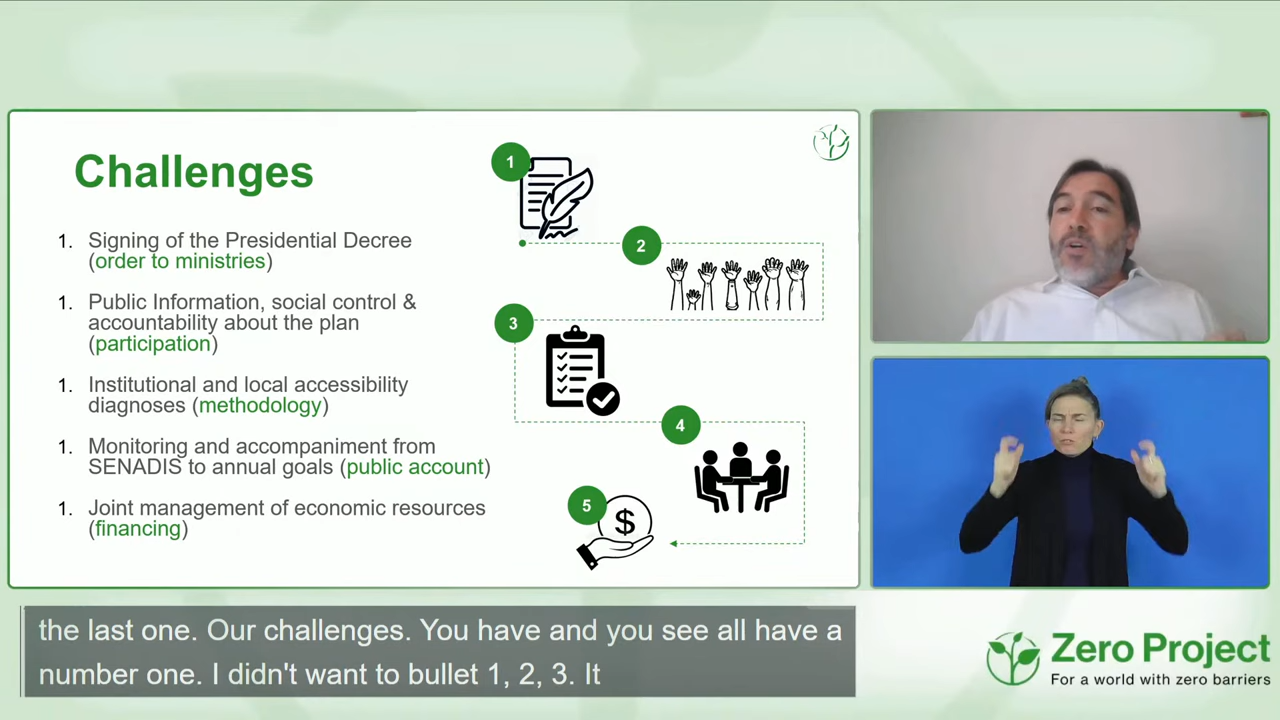 Challenges
1. Signing of the Presidential Decree
(order to ministries)
1. Public Information, social control &
accountability about the plan
(participation)
1. Institutional and local accessibility
diagnoses (methodology)
1. Monitoring and accompaniment from
SENADIS to annual goals (public account)
1. Joint management of economic resources
(financing)
1
2
3
4
5
$
the last one. Our challenges. You have and you see all have a
number one. I didn't want to bullet 1, 2, 3. It
Zero Project
For a world with zero barriers